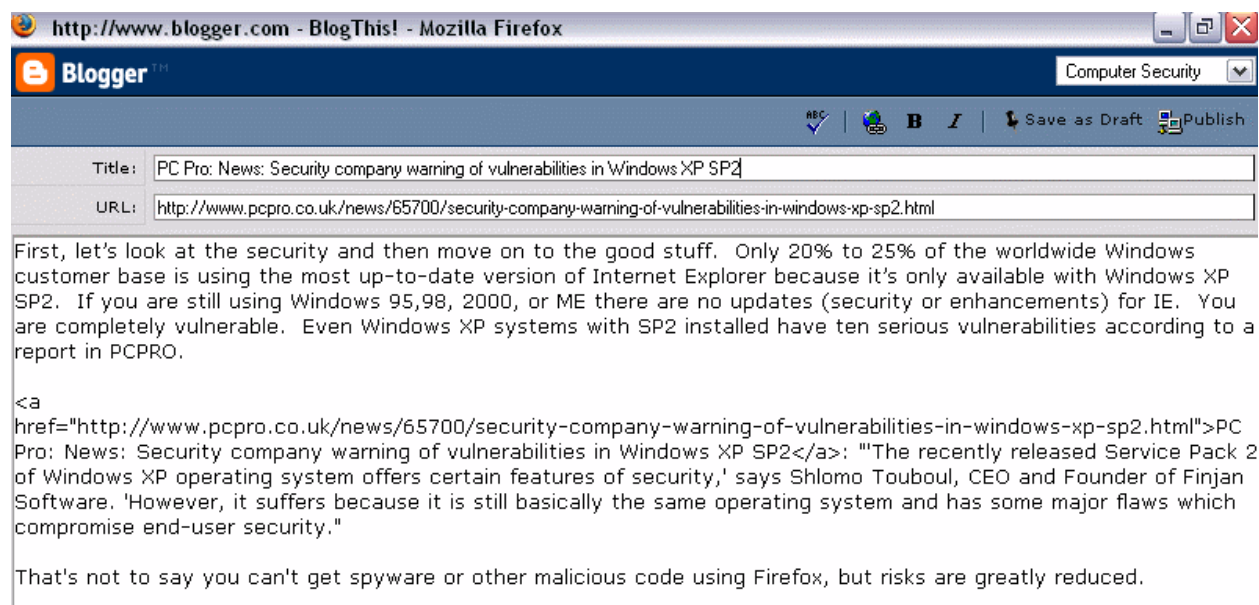 http://www.blogger.com - BlogThis! - Mozilla Firefox
Blogger™
Computer Security
ABC B I Save as Draft Publish
Title: PC Pro: News: Security company warning of vulnerabilities in Windows XP SP2
URL: http://www.pcpro.co.uk/news/65700/security-company-warning-of-vulnerabilities-in-windows-xp-sp2.html
First, let's look at the security and then move on to the good stuff.  Only 20% to 25% of the worldwide Windows
customer base is using the most up-to-date version of Internet Explorer because it's only available with Windows XP
SP2.  If you are still using Windows 95,98, 2000, or ME there are no updates (security or enhancements) for IE.  You
are completely vulnerable.  Even Windows XP systems with SP2 installed have ten serious vulnerabilities according to a
report in PCPRO.
<a
href="http://www.pcpro.co.uk/news/65700/security-company-warning-of-vulnerabilities-in-windows-xp-sp2.html">PC
Pro: News: Security company warning of vulnerabilities in Windows XP SP2</a>: "'The recently released Service Pack 2
of Windows XP operating system offers certain features of security,' says Shlomo Touboul, CEO and Founder of Finjan
Software. 'However, it suffers because it is still basically the same operating system and has some major flaws which
compromise end-user security."
That's not to say you can't get spyware or other malicious code using Firefox, but risks are greatly reduced.